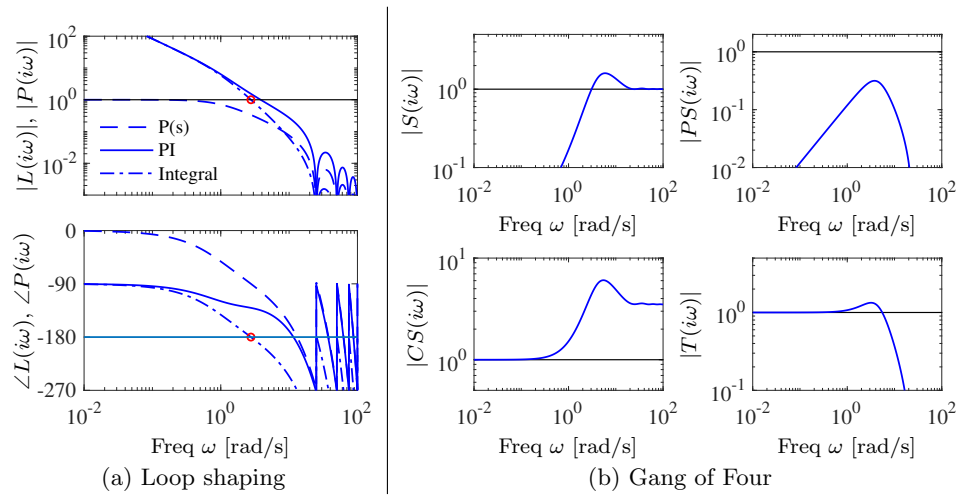 |L(iω)|, |P(iω)|
10^2
10^0
10^-2
P(s)
PI
Integral
∠L(iω), ∠P(iω)
0
-90
-180
-270
10^-2
10^0
10^2
Freq ω [rad/s]
(a) Loop shaping
|S(iω)|
10^0
10^-1
10^-2
10^0
10^2
Freq ω [rad/s]
|PS(iω)|
10^0
10^-1
10^-2
10^-2
10^0
10^2
Freq ω [rad/s]
|CS(iω)|
10^1
10^0
10^-2
10^0
10^2
Freq ω [rad/s]
|T(iω)|
10^0
10^-1
10^-2
10^0
10^2
Freq ω [rad/s]
(b) Gang of Four